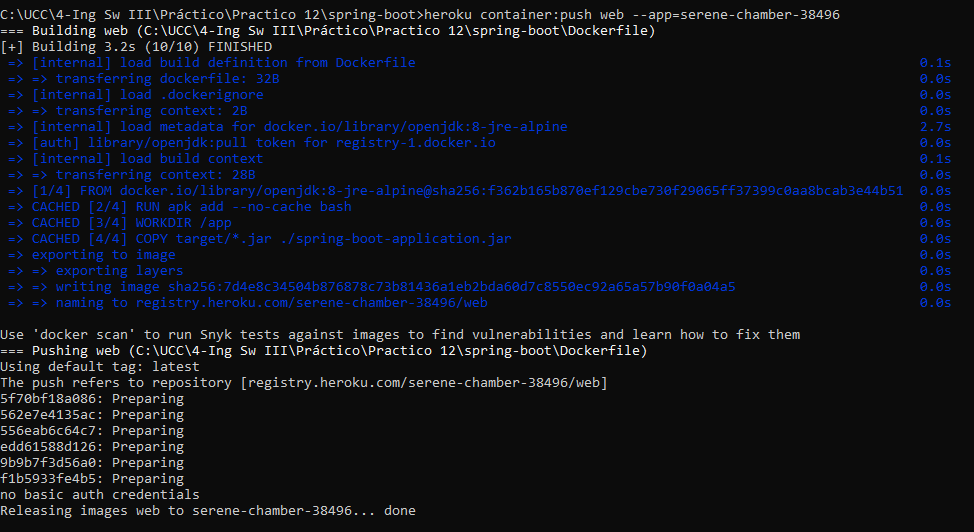 C:\UCC\4-Ing Sw III\Práctico\Practico 12\spring-boot>heroku container:push web --app=serene-chamber-38496
=== Building web (C:\UCC\4-Ing Sw III\Práctico\Practico 12\spring-boot\Dockerfile)
[+] Building 3.2s (10/10) FINISHED
=> [internal] load build definition from Dockerfile 0.1s
=> => transferring dockerfile: 32B 0.0s
=> [internal] load .dockerignore 0.0s
=> => transferring context: 2B 0.0s
=> [internal] load metadata for docker.io/library/openjdk:8-jre-alpine 2.7s
=> [auth] library/openjdk:pull token for registry-1.docker.io 0.0s
=> [internal] load build context 0.1s
=> => transferring context: 28B 0.0s
=> [1/4] FROM docker.io/library/openjdk:8-jre-alpine@sha256:f362b165b870ef129cbe730f29065ff37399c0aa8bcab3e44b51 0.0s
=> CACHED [2/4] RUN apk add --no-cache bash 0.0s
=> CACHED [3/4] WORKDIR /app 0.0s
=> CACHED [4/4] COPY target/*.jar ./spring-boot-application.jar 0.0s
=> exporting to image 0.0s
=> => exporting layers 0.0s
=> => writing image sha256:7d4e8c34504b876878c73b81436a1eb2bda60d7c8550ec92a65a57b90f0a04a5 0.0s
=> => naming to registry.heroku.com/serene-chamber-38496/web 0.0s
Use 'docker scan' to run Snyk tests against images to find vulnerabilities and learn how to fix them
=== Pushing web (C:\UCC\4-Ing Sw III\Práctico\Practico 12\spring-boot\Dockerfile)
Using default tag: latest
The push refers to repository [registry.heroku.com/serene-chamber-38496/web]
5f70bf18a086: Preparing
562e7e4135ac: Preparing
556eab6c64c7: Preparing
edd61588d126: Preparing
9b9b7f3d56a0: Preparing
f1b5933fe4b5: Preparing
no basic auth credentials
Releasing images web to serene-chamber-38496... done